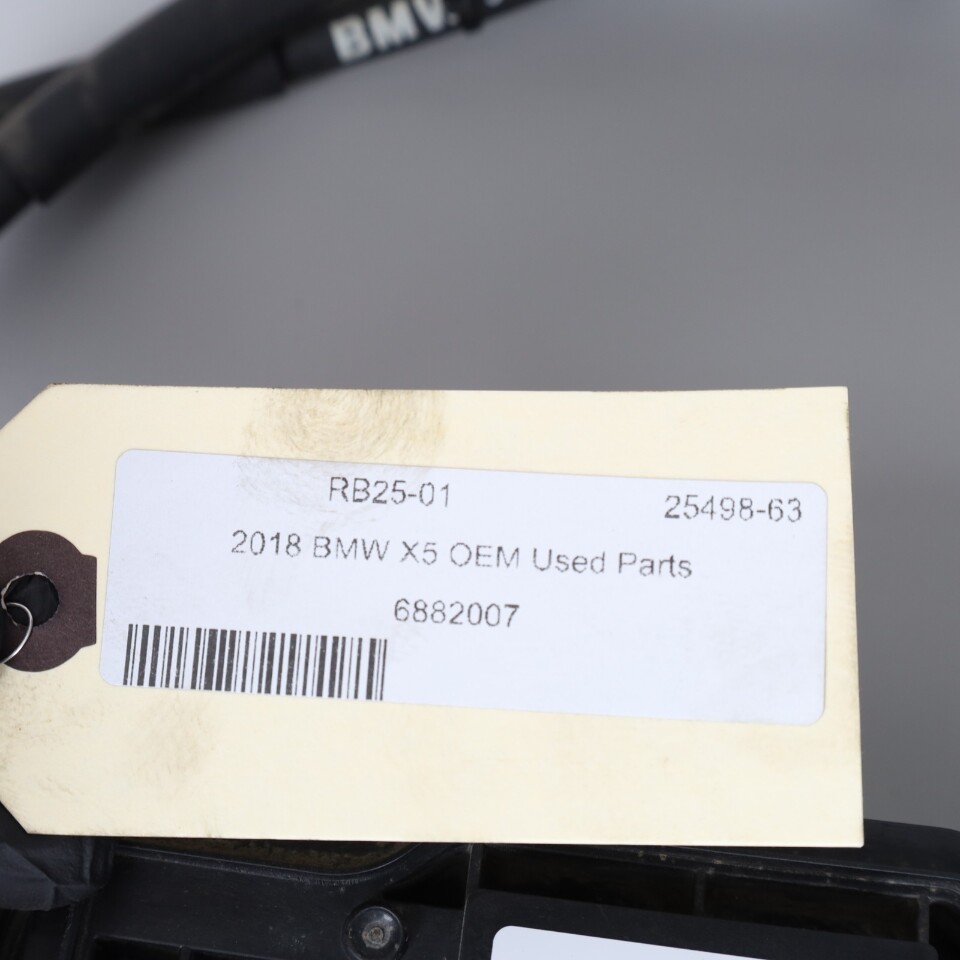 BMW
RB25-01 25498-63
2018 BMW X5 OEM Used Parts
6882007